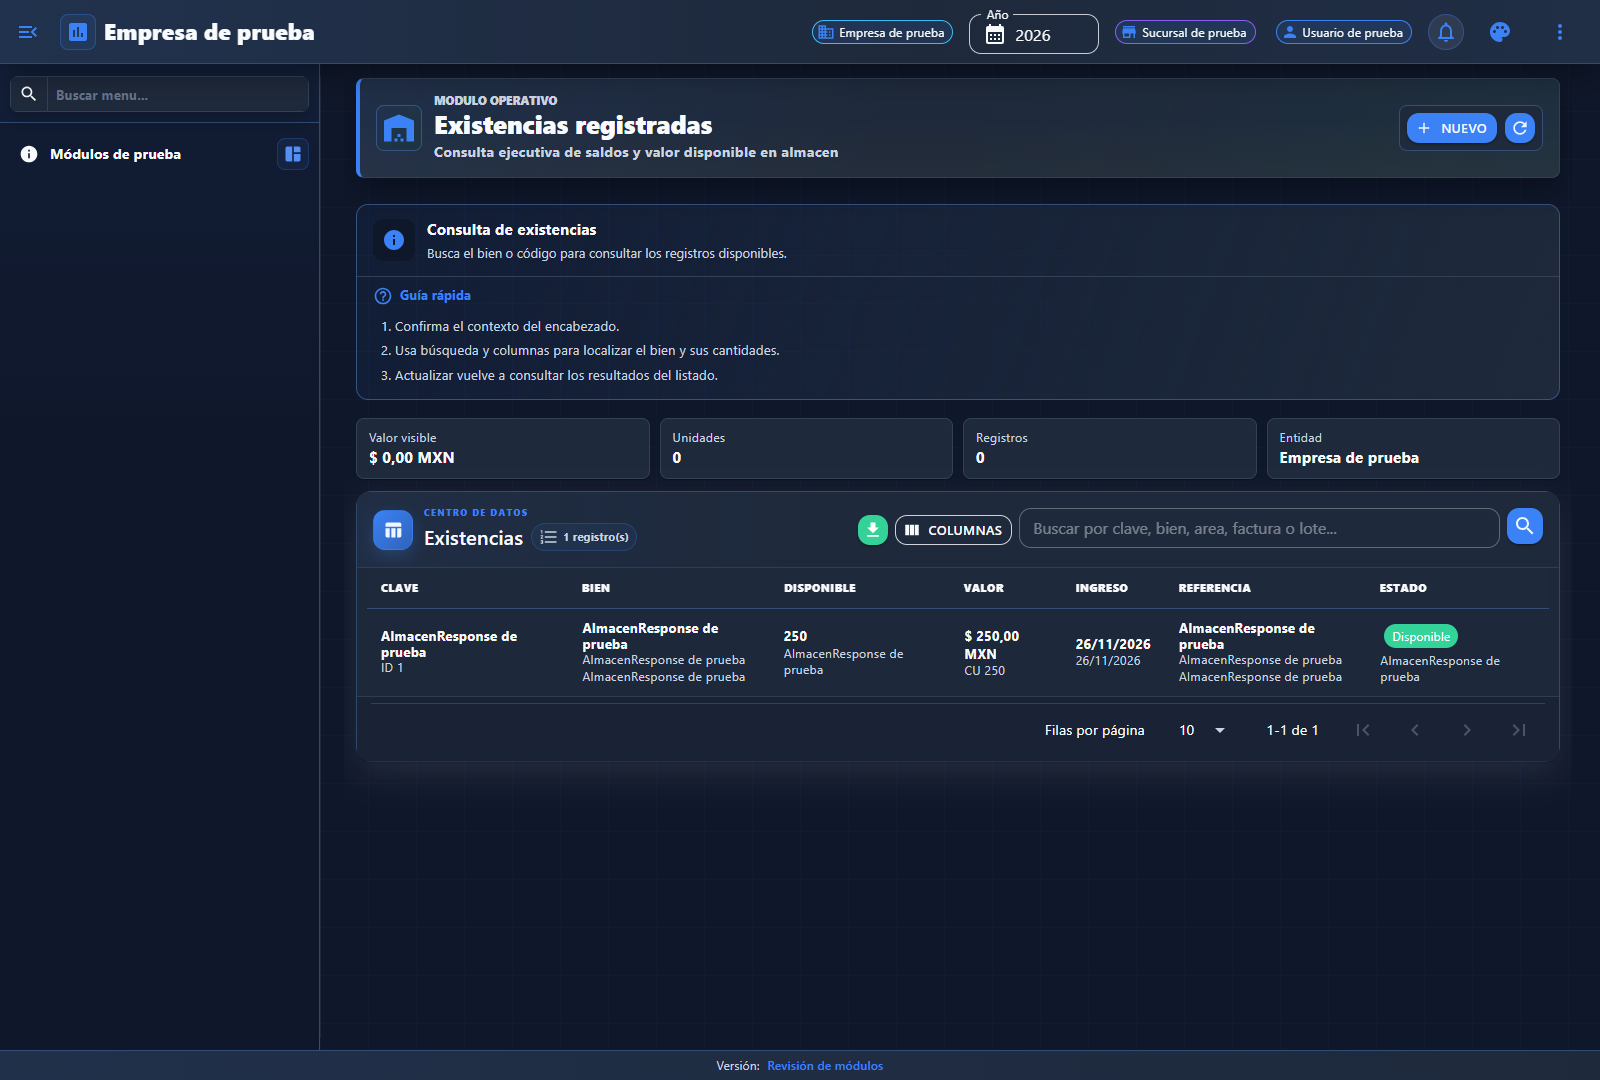 Empresa de prueba
Empresa de prueba
Año
2026
Sucursal de prueba
Usuario de prueba
Buscar menu...
Módulos de prueba
MODULO OPERATIVO
Existencias registradas
Consulta ejecutiva de saldos y valor disponible en almacen
NUEVO
Consulta de existencias
Busca el bien o código para consultar los registros disponibles.
Guía rápida
1. Confirma el contexto del encabezado.
2. Usa búsqueda y columnas para localizar el bien y sus cantidades.
3. Actualizar vuelve a consultar los resultados del listado.
Valor visible
$ 0,00 MXN
Unidades
0
Registros
0
Entidad
Empresa de prueba
CENTRO DE DATOS
Existencias
1 registro(s)
COLUMNAS
Buscar por clave, bien, area, factura o lote...
CLAVE BIEN DISPONIBLE VALOR INGRESO REFERENCIA ESTADO
AlmacenResponse de
prueba
ID 1
AlmacenResponse de
prueba
AlmacenResponse de prueba
AlmacenResponse de prueba
250
AlmacenResponse de
prueba
$ 250,00
MXN
CU 250
26/11/2026
26/11/2026
AlmacenResponse de
prueba
AlmacenResponse de prueba
AlmacenResponse de prueba
Disponible
AlmacenResponse de
prueba
Filas por página 10 1-1 de 1
Versión: Revisión de módulos